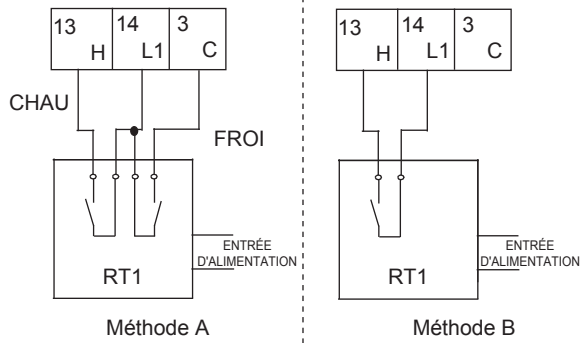 13 H
14 L1
3 C
CHAU
FROI
RT1
ENTRÉE
D'ALIMENTATION
Méthode A
13 H
14 L1
3 C
RT1
ENTRÉE
D'ALIMENTATION
Méthode B